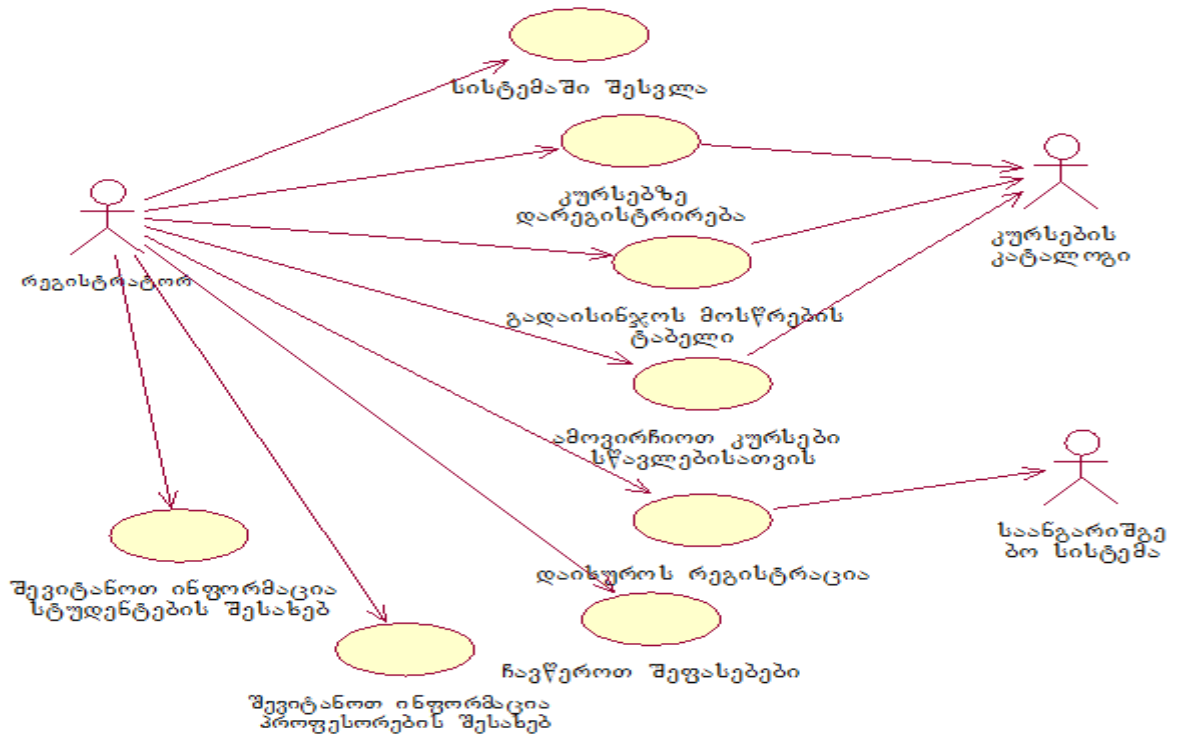 სისტემაში შესვლა
კურსებზე
დარეგისტრირება
კურსების
კატალოგი
რეგისტრატორ
გადაისინჯოს მოსწრების
ტაბელი
ამოვირჩიოთ კურსები
სწავლებისათვის
საანგარიშგე
ბო სისტემა
დაიხუროს რეგისტრაცია
შევიტანოთ ინფორმაცია
სტუდენტების შესახებ
ჩავწეროთ შეფასებები
შევიტანოთ ინფორმაცია
პროფესორების შესახებ